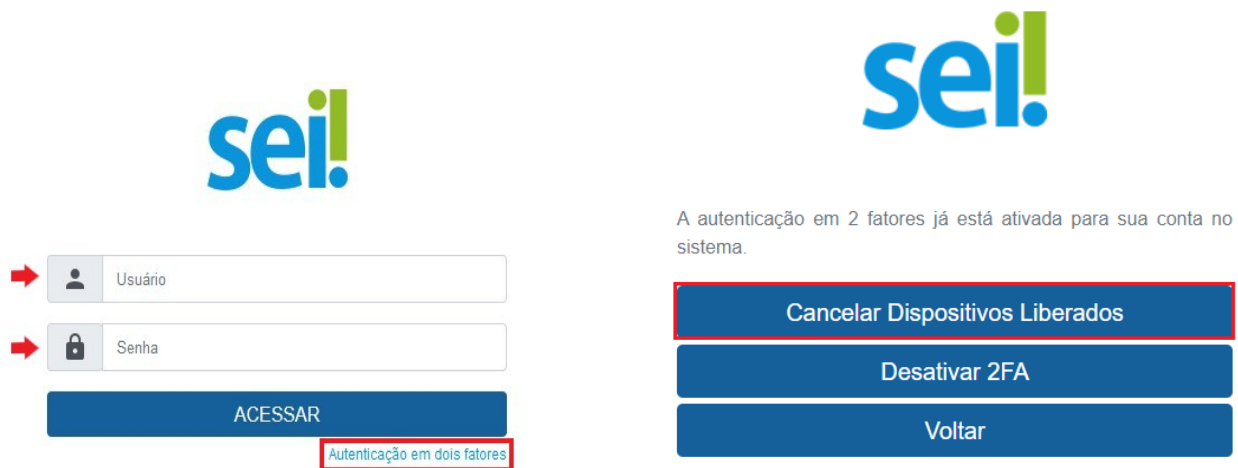 sei!
Usuário
Senha
ACESSAR
Autenticação em dois fatores
sei!
A autenticação em 2 fatores já está ativada para sua conta no
sistema.
Cancelar Dispositivos Liberados
Desativar 2FA
Voltar